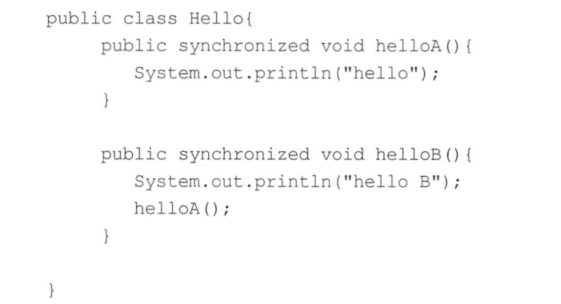 public class Hello{
public synchronized void helloA(){
System.out.println("hello");
}
public synchronized void helloB(){
System.out.println("hello B");
helloA();
}
}